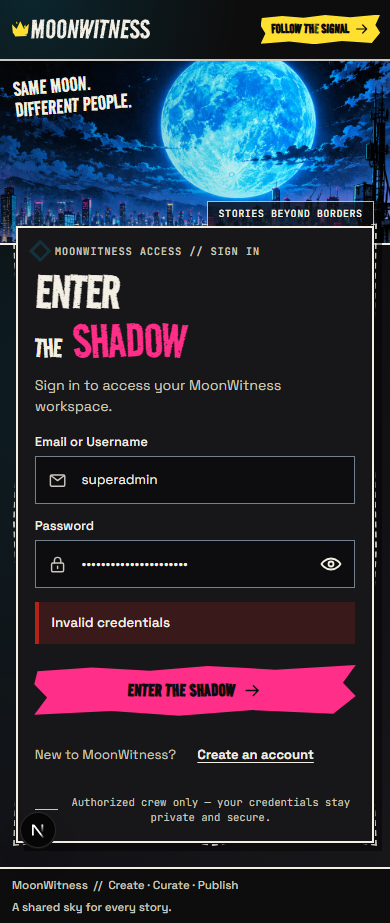 MOONWITNESS
FOLLOW THE SIGNAL →
SAME MOON.
DIFFERENT PEOPLE.
STORIES BEYOND BORDERS
MOONWITNESS ACCESS // SIGN IN
ENTER
THE SHADOW
Sign in to access your MoonWitness
workspace.
Email or Username
superadmin
Password
••••••••••••••••••••••
Invalid credentials
ENTER THE SHADOW →
New to MoonWitness? Create an account
Authorized crew only — your credentials stay
private and secure.
N
MoonWitness // Create · Curate · Publish
A shared sky for every story.